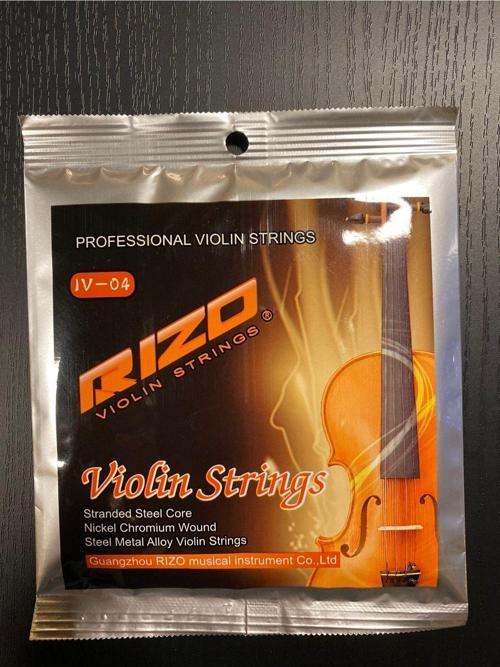 PROFESSIONAL VIOLIN STRINGS
JV-04
RIZO®
VIOLIN STRINGS
Violin Strings
Stranded Steel Core
Nickel Chromium Wound
Steel Metal Alloy Violin Strings
Guangzhou RIZO musical instrument Co.,Ltd